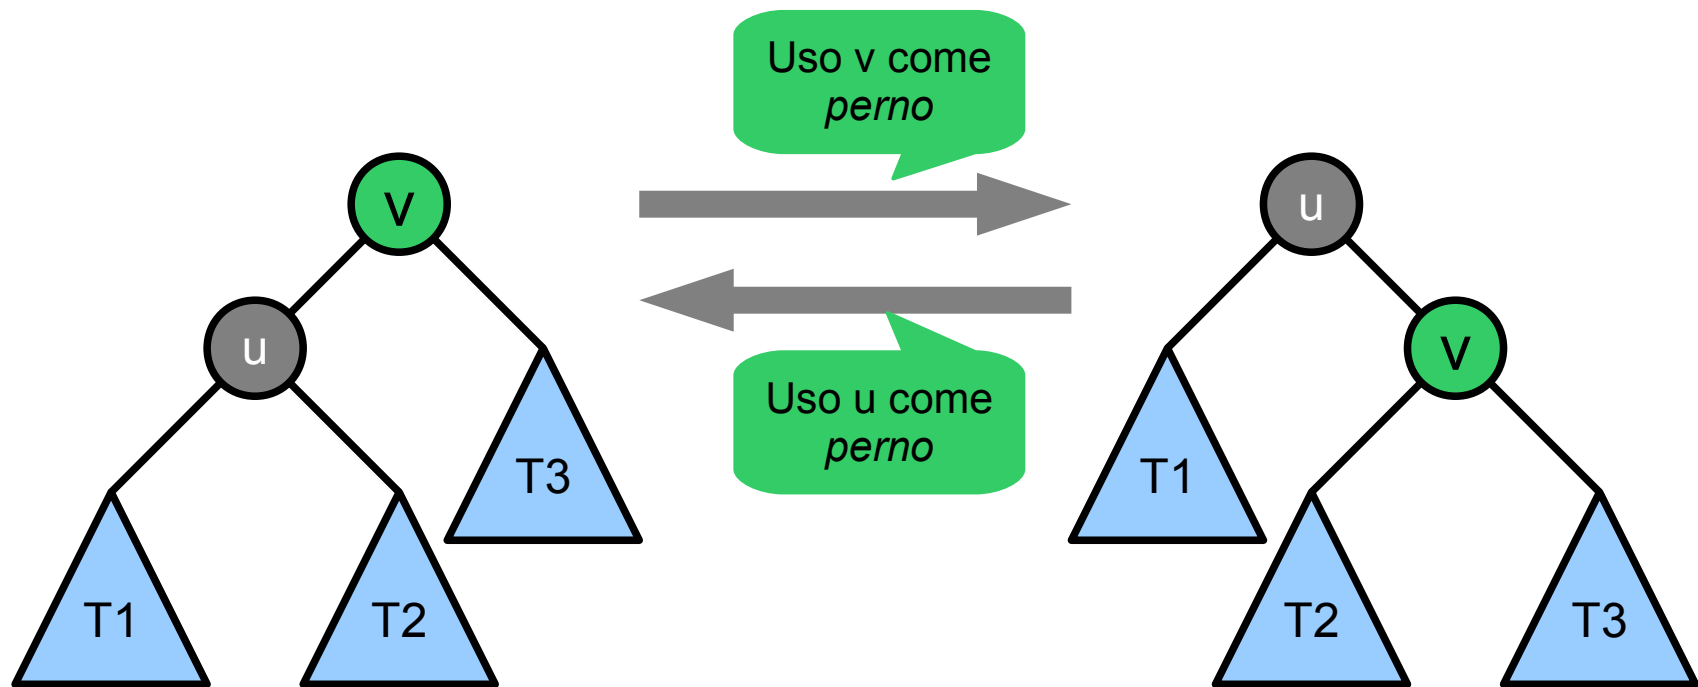 Uso v come
perno
v
u
u
v
Uso u come
perno
T3
T1
T1
T2
T2
T3